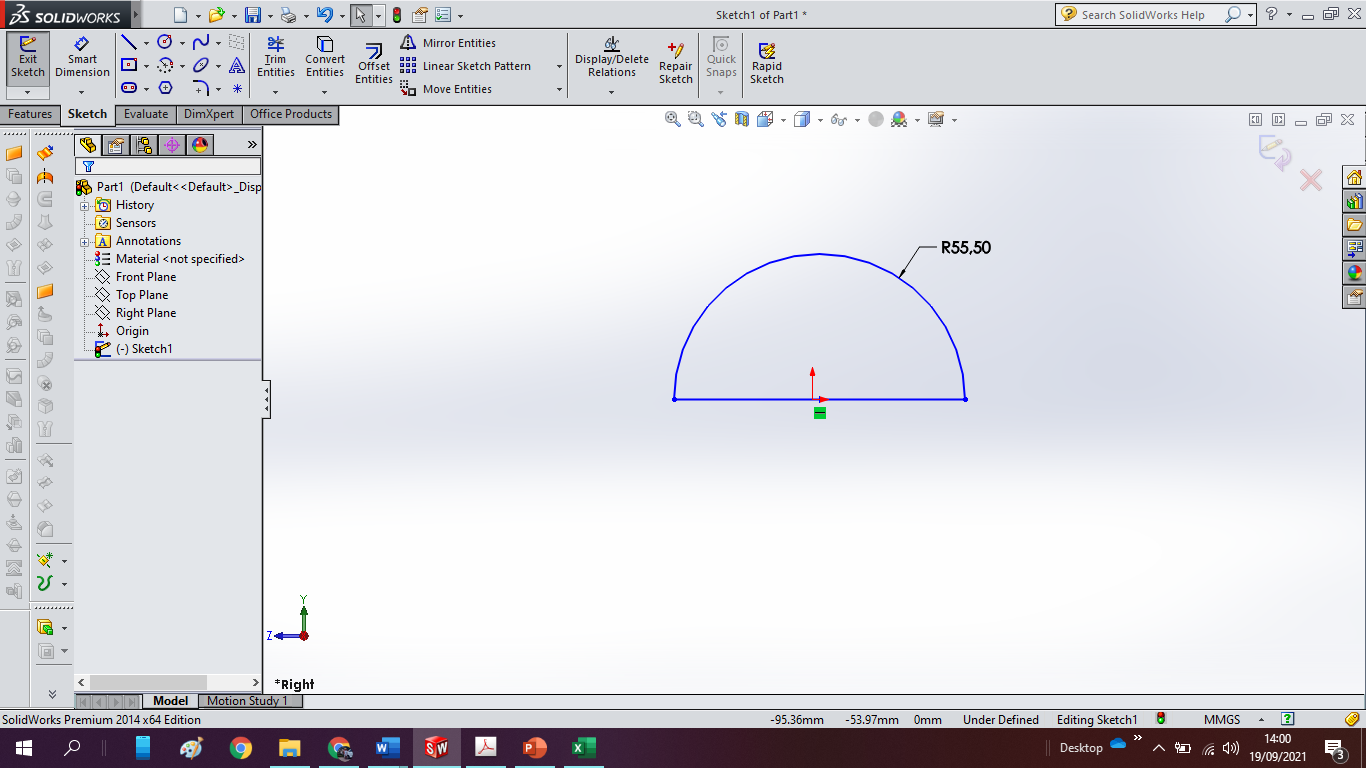 SOLIDWORKS
Sketch1 of Part1 *
Search SolidWorks Help
Exit Sketch
Smart Dimension
Trim Entities
Convert Entities
Offset Entities
Mirror Entities
Linear Sketch Pattern
Move Entities
Display/Delete Relations
Repair Sketch
Quick Snaps
Rapid Sketch
Features
Sketch
Evaluate
DimXpert
Office Products
Part1 (Default<<Default>_Disp
History
Sensors
Annotations
Material <not specified>
Front Plane
Top Plane
Right Plane
Origin
(-) Sketch1
R55,50
Y
Z
*Right
Model
Motion Study 1
SolidWorks Premium 2014 x64 Edition
-95.36mm
-53.97mm
0mm
Under Defined
Editing Sketch1
MMGS
Desktop
14:00
19/09/2021
3